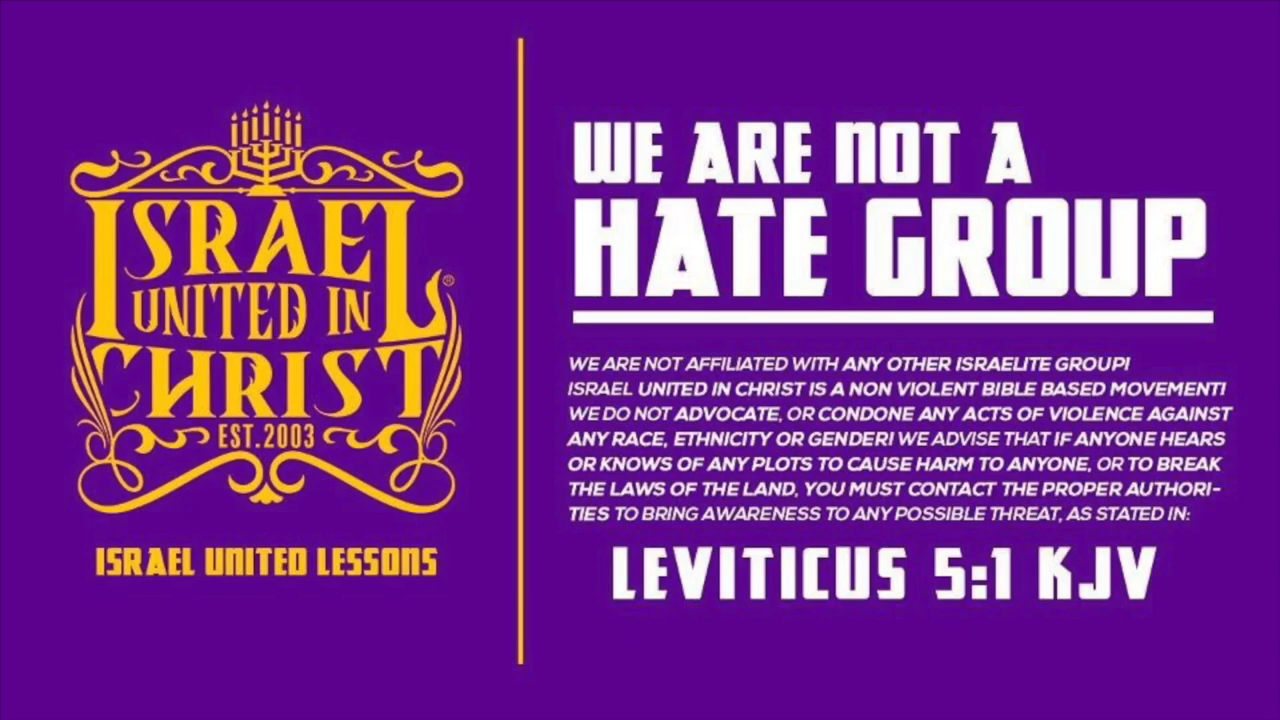 ISRAEL
UNITED IN
CHRIST
EST.2003
ISRAEL UNITED LESSONS
WE ARE NOT A
HATE GROUP
WE ARE NOT AFFILIATED WITH ANY OTHER ISRAELITE GROUP!
ISRAEL UNITED IN CHRIST IS A NON VIOLENT BIBLE BASED MOVEMENT!
WE DO NOT ADVOCATE, OR CONDONE ANY ACTS OF VIOLENCE AGAINST
ANY RACE, ETHNICITY OR GENDER! WE ADVISE THAT IF ANYONE HEARS
OR KNOWS OF ANY PLOTS TO CAUSE HARM TO ANYONE, OR TO BREAK
THE LAWS OF THE LAND, YOU MUST CONTACT THE PROPER AUTHORI-
TIES TO BRING AWARENESS TO ANY POSSIBLE THREAT, AS STATED IN:
LEVITICUS 5:1 KJV